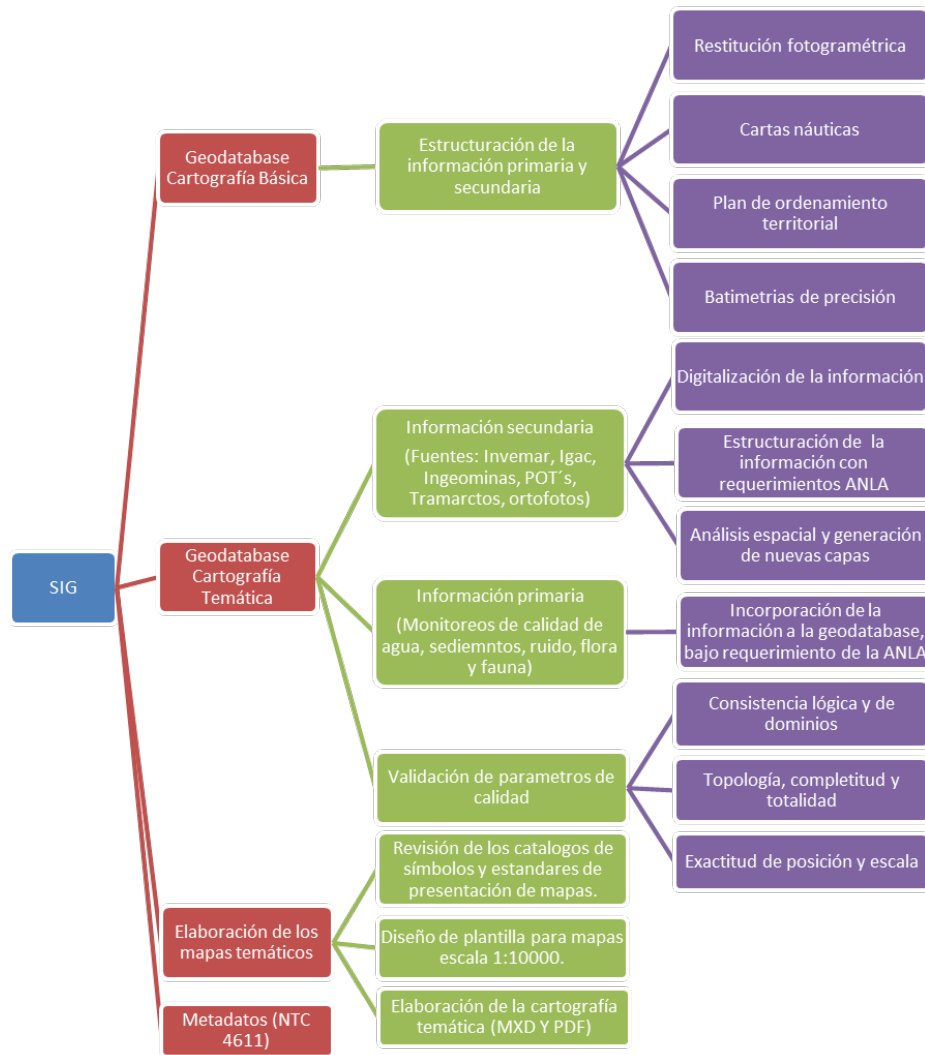 SIG
Geodatabase
Cartografía Básica
Estructuración de la
información primaria y
secundaria
Restitución fotogramétrica
Cartas náuticas
Plan de ordenamiento
territorial
Batimetrias de precisión
Geodatabase
Cartografía
Temática
Información secundaria
(Fuentes: Invemar, Igac,
Ingeominas, POT´s,
Tramarctos, ortofotos)
Digitalización de la información
Estructuración de  la
información con
requerimientos ANLA
Análisis espacial y generación
de nuevas capas
Información primaria
(Monitoreos de calidad de
agua, sediemntos, ruido, flora
y fauna)
Incorporación de la
información a la geodatabase,
bajo requerimiento de la ANLA
Validación de parametros de
calidad
Consistencia lógica y de
dominios
Topología, completitud y
totalidad
Exactitud de posición y escala
Elaboración de los
mapas temáticos
Revisión de los catalogos de
símbolos y estandares de
presentación de mapas.
Diseño de plantilla para mapas
escala 1:10000.
Elaboración de la cartografía
temática (MXD Y PDF)
Metadatos (NTC
4611)